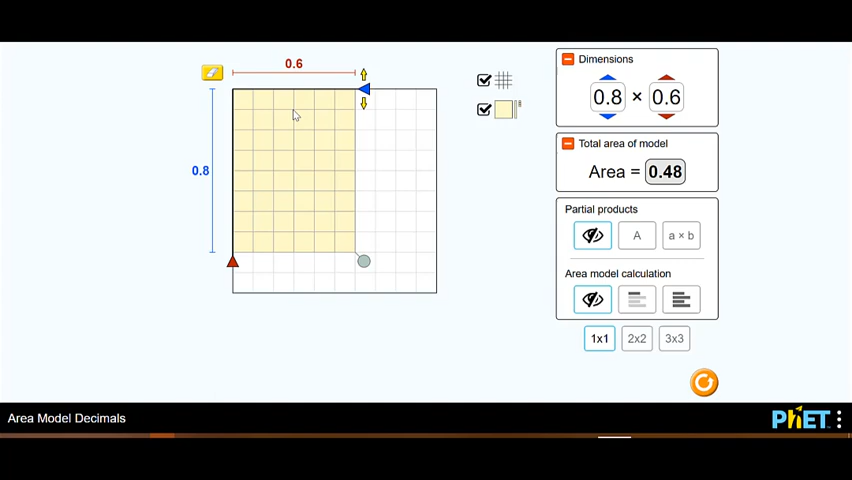 0.6
0.8
Dimensions
0.8 × 0.6
Total area of model
Area = 0.48
Partial products
A
a × b
Area model calculation
1x1
2x2
3x3
Area Model Decimals
PhET